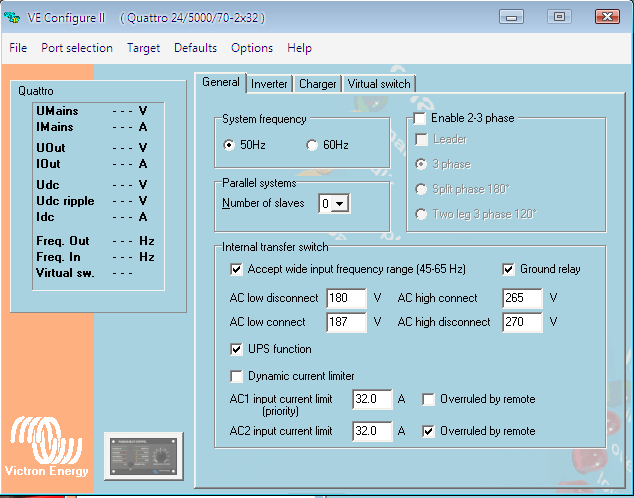 VE Configure II ( Quattro 24/5000/70-2x32 )
File Port selection Target Defaults Options Help
Quattro
UMains --- V
IMains --- A
UOut --- V
IOut --- A
Udc --- V
Udc ripple --- V
Idc --- A
Freq. Out --- Hz
Freq. In --- Hz
Virtual sw. ---
Victron Energy
General Inverter Charger Virtual switch
System frequency
50Hz 60Hz
Parallel systems
Number of slaves 0
Enable 2-3 phase
Leader
3 phase
Split phase 180°
Two leg 3 phase 120°
Internal transfer switch
Accept wide input frequency range (45-65 Hz) Ground relay
AC low disconnect 180 V AC high connect 265 V
AC low connect 187 V AC high disconnect 270 V
UPS function
Dynamic current limiter
AC1 input current limit 32.0 A Overruled by remote
(priority)
AC2 input current limit 32.0 A Overruled by remote